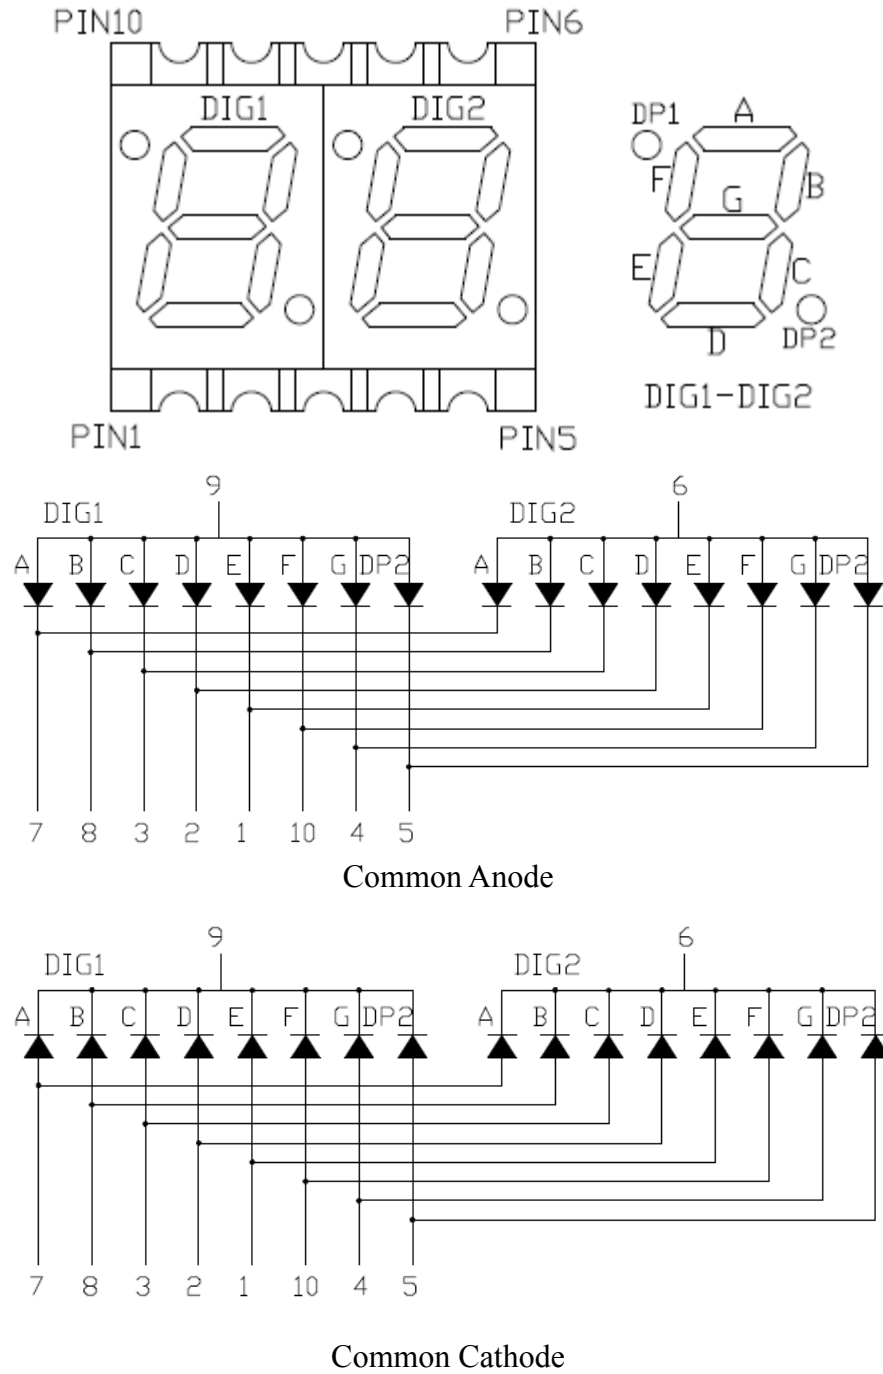 PIN10 PIN6
DIG1 DIG2
DP1 A
F B
G
E C
D DP2
DIG1-DIG2
PIN1 PIN5
9 6
DIG1 DIG2
A B C D E F G DP2 A B C D E F G DP2
7 8 3 2 1 10 4 5
Common Anode
9 6
DIG1 DIG2
A B C D E F G DP2 A B C D E F G DP2
7 8 3 2 1 10 4 5
Common Cathode